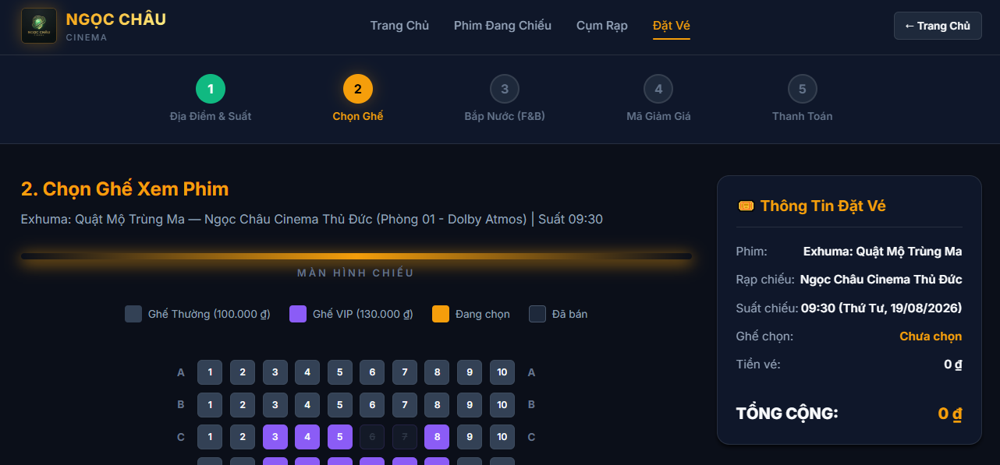 NGỌC CHÂU
NGỌC CHÂU
CINEMA
Trang Chủ
Phim Đang Chiếu
Cụm Rạp
Đặt Vé
← Trang Chủ
1
Địa Điểm & Suất
2
Chọn Ghế
3
Bắp Nước (F&B)
4
Mã Giảm Giá
5
Thanh Toán
2. Chọn Ghế Xem Phim
Exhuma: Quật Mộ Trùng Ma — Ngọc Châu Cinema Thủ Đức (Phòng 01 - Dolby Atmos) | Suất 09:30
MÀN HÌNH CHIẾU
Ghế Thường (100.000 ₫)
Ghế VIP (130.000 ₫)
Đang chọn
Đã bán
A 1 2 3 4 5 6 7 8 9 10 A
B 1 2 3 4 5 6 7 8 9 10 B
C 1 2 3 4 5 6 7 8 9 10 C
Thông Tin Đặt Vé
Phim: Exhuma: Quật Mộ Trùng Ma
Rạp chiếu: Ngọc Châu Cinema Thủ Đức
Suất chiếu: 09:30 (Thứ Tư, 19/08/2026)
Ghế chọn: Chưa chọn
Tiền vé: 0 ₫
TỔNG CỘNG: 0 ₫